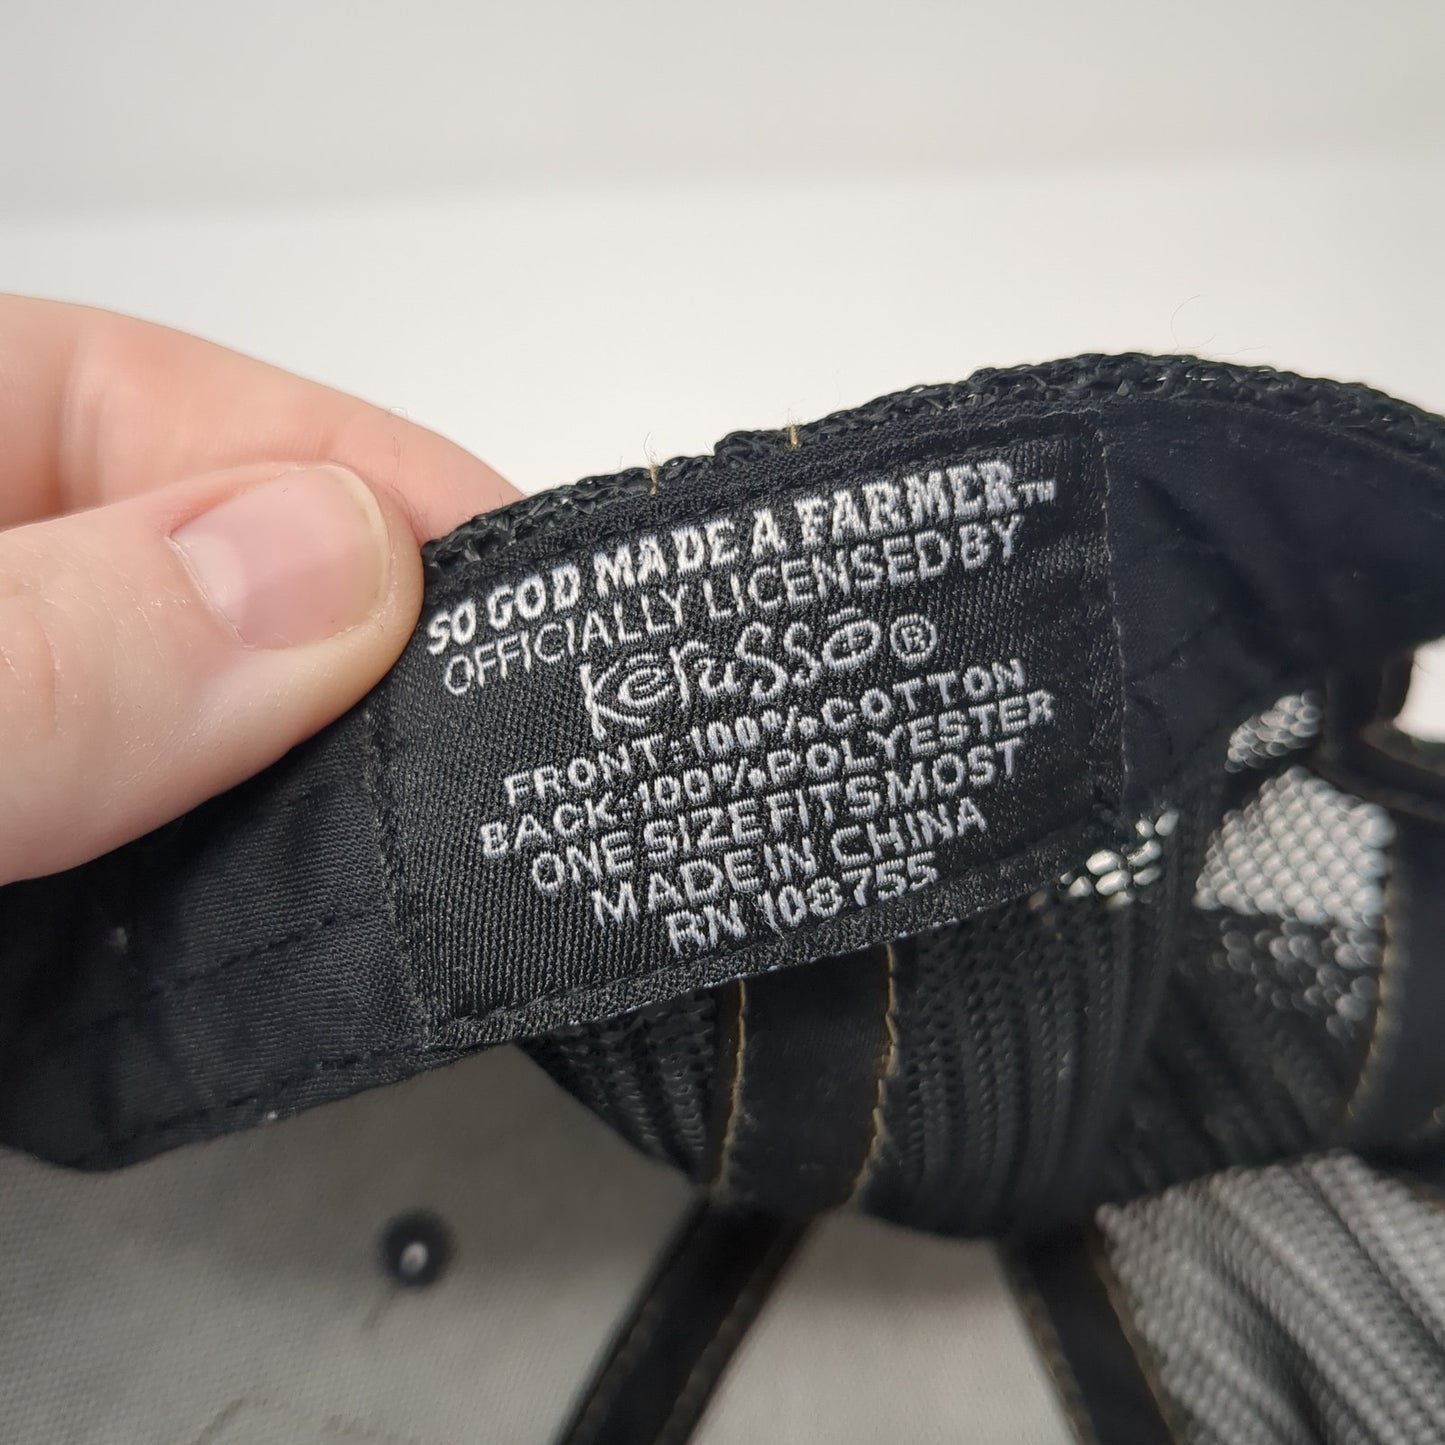 SO GOD MADE A FARMER™
OFFICIALLY LICENSED BY
Kerusso®
FRONT-100% COTTON
BACK-100% POLYESTER
ONE SIZE FITS MOST
MADE IN CHINA
RN 108755